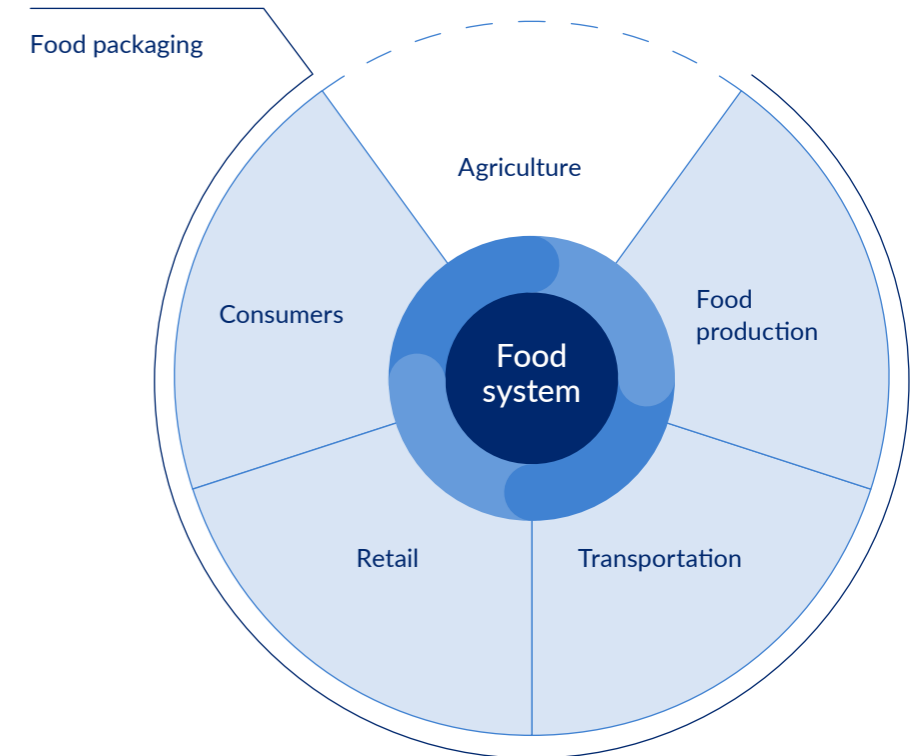 Food packaging
Agriculture
Consumers
Food
production
Food
system
Retail
Transportation